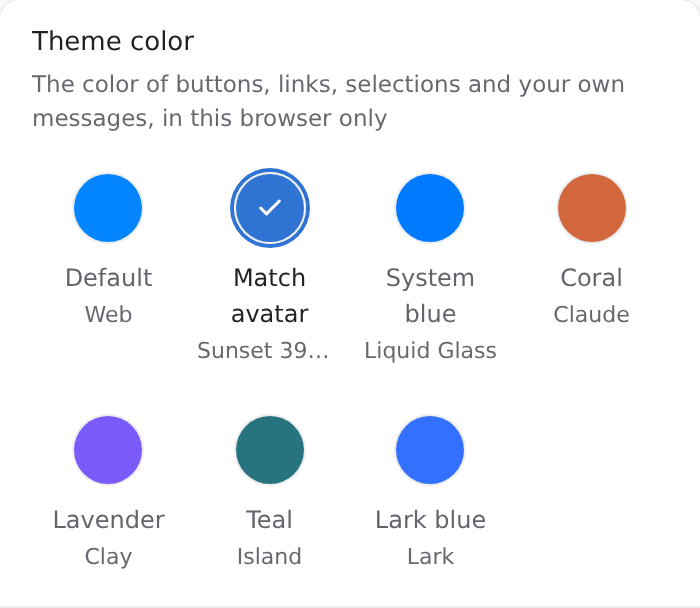 Theme color
The color of buttons, links, selections and your own
messages, in this browser only
Default
Web
Match
avatar
Sunset 39…
System
blue
Liquid Glass
Coral
Claude
Lavender
Clay
Teal
Island
Lark blue
Lark